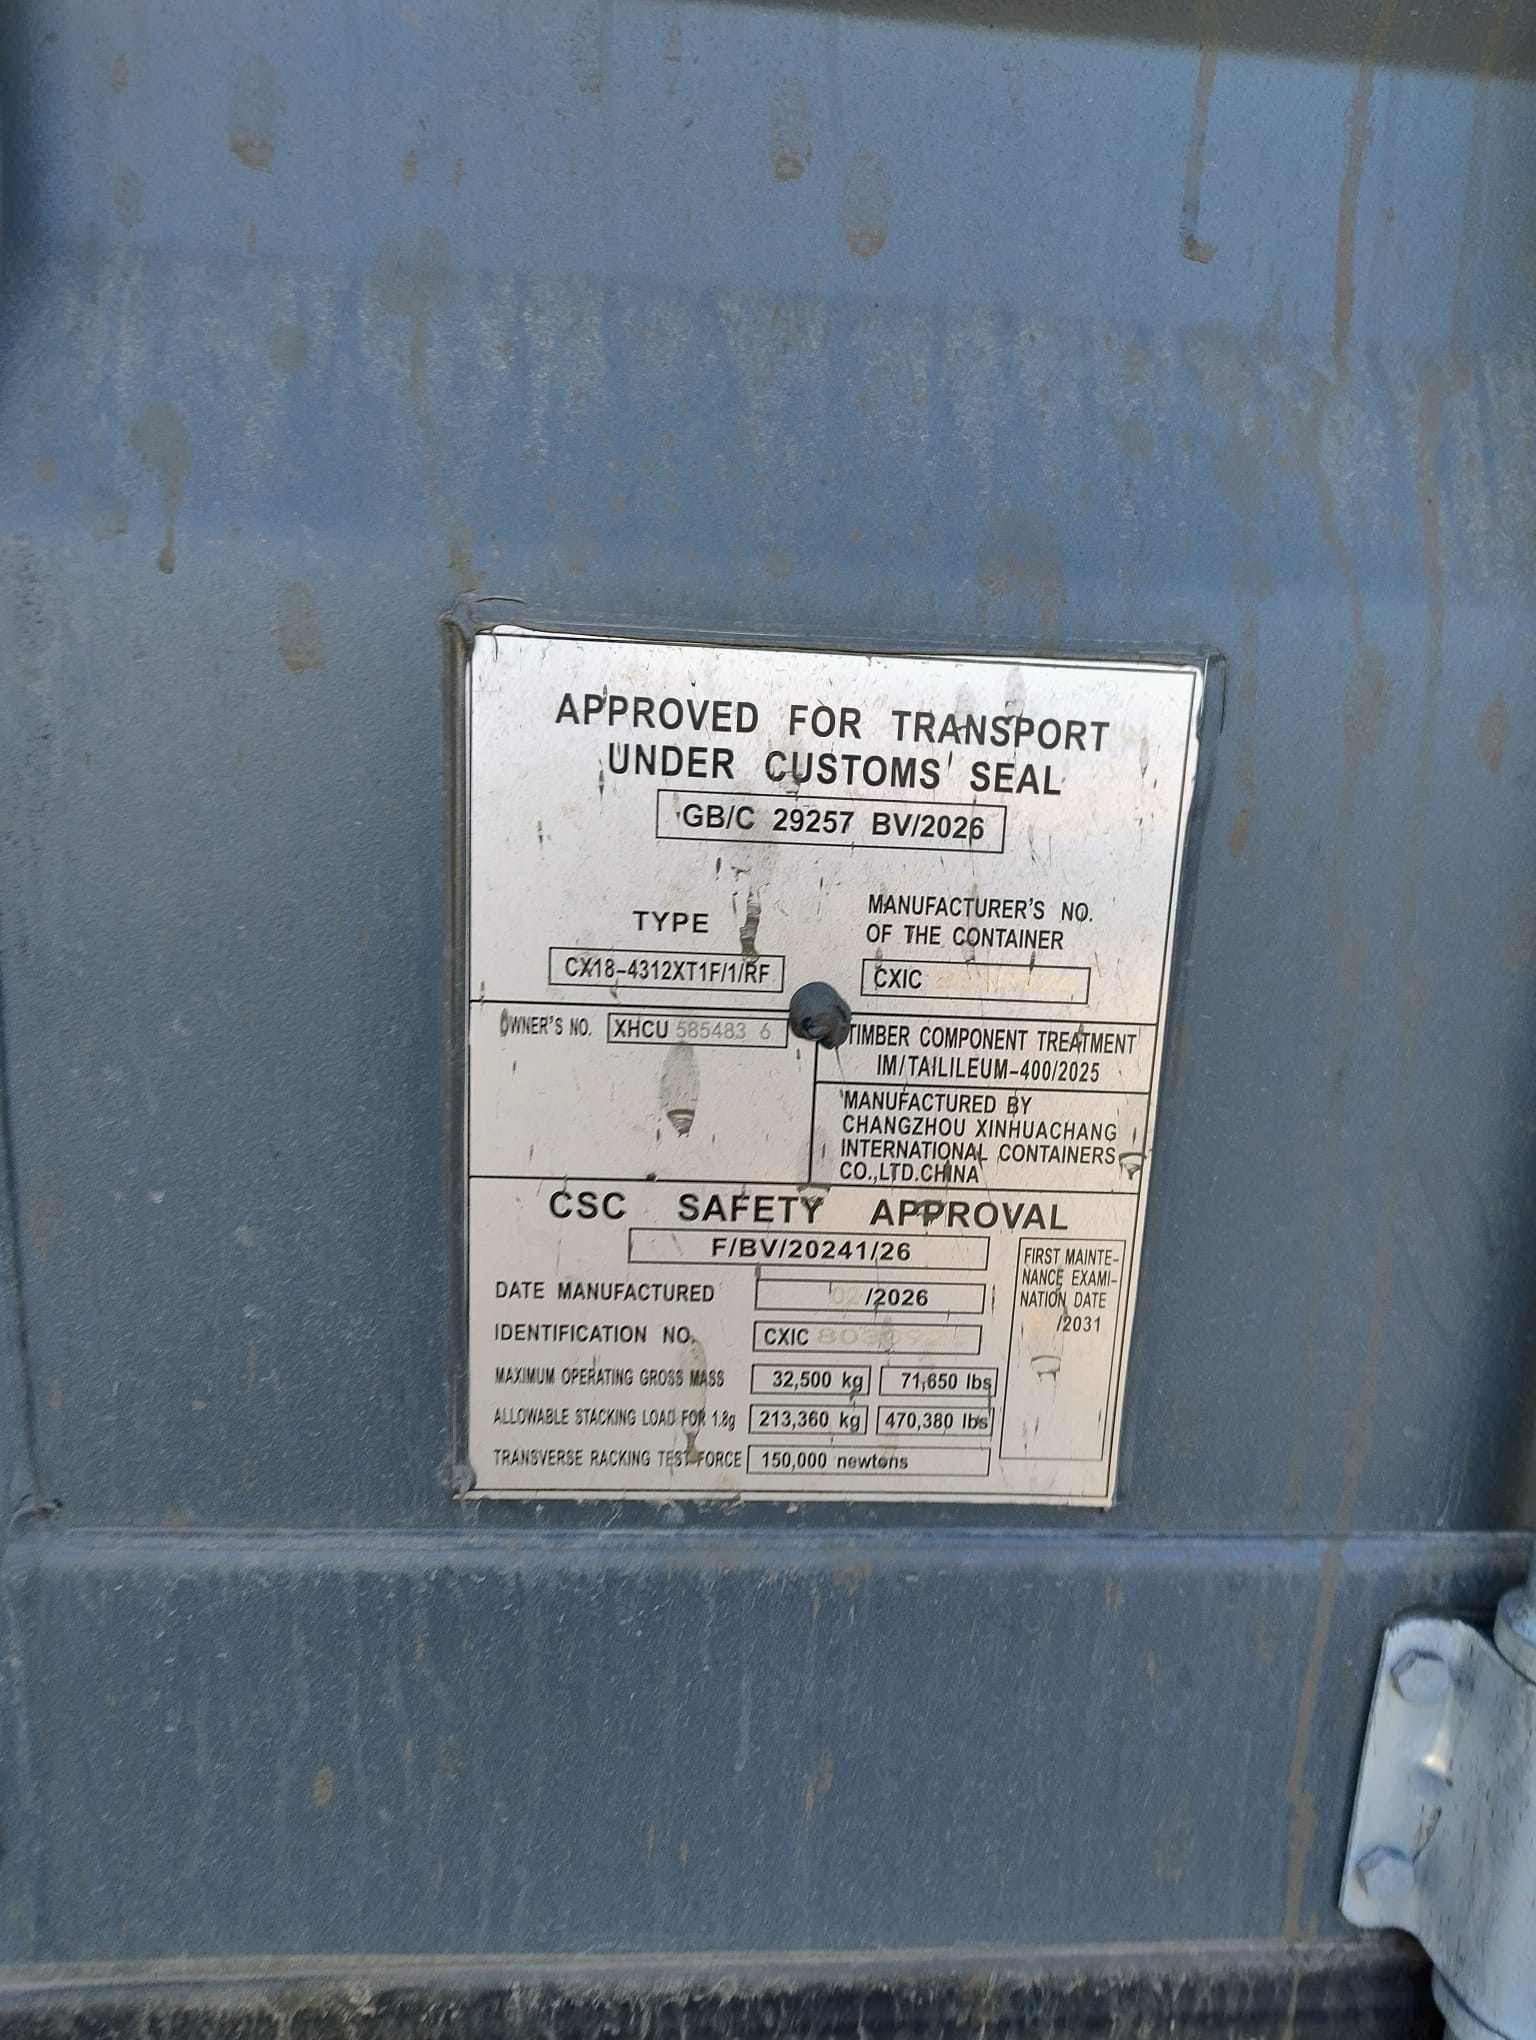 APPROVED FOR TRANSPORT
UNDER CUSTOMS SEAL
GB/C 29257 BV/2026
TYPE
CX18-4312XT1F/1/RF
MANUFACTURER'S NO.
OF THE CONTAINER
CXIC
OWNER'S NO. XHCU 585483 6
TIMBER COMPONENT TREATMENT
IM/TAILILEUM-400/2025
MANUFACTURED BY
CHANGZHOU XINHUACHANG
INTERNATIONAL CONTAINERS
CO.,LTD.CHINA
CSC SAFETY APPROVAL
F/BV/20241/26
DATE MANUFACTURED 02/2026
IDENTIFICATION NO. CXIC
MAXIMUM OPERATING GROSS MASS 32,500 kg 71,650 lbs
ALLOWABLE STACKING LOAD FOR 1.8g 213,360 kg 470,380 lbs
TRANSVERSE RACKING TEST FORCE 150,000 newtons
FIRST MAINTE-
NANCE EXAMI-
NATION DATE
/2031